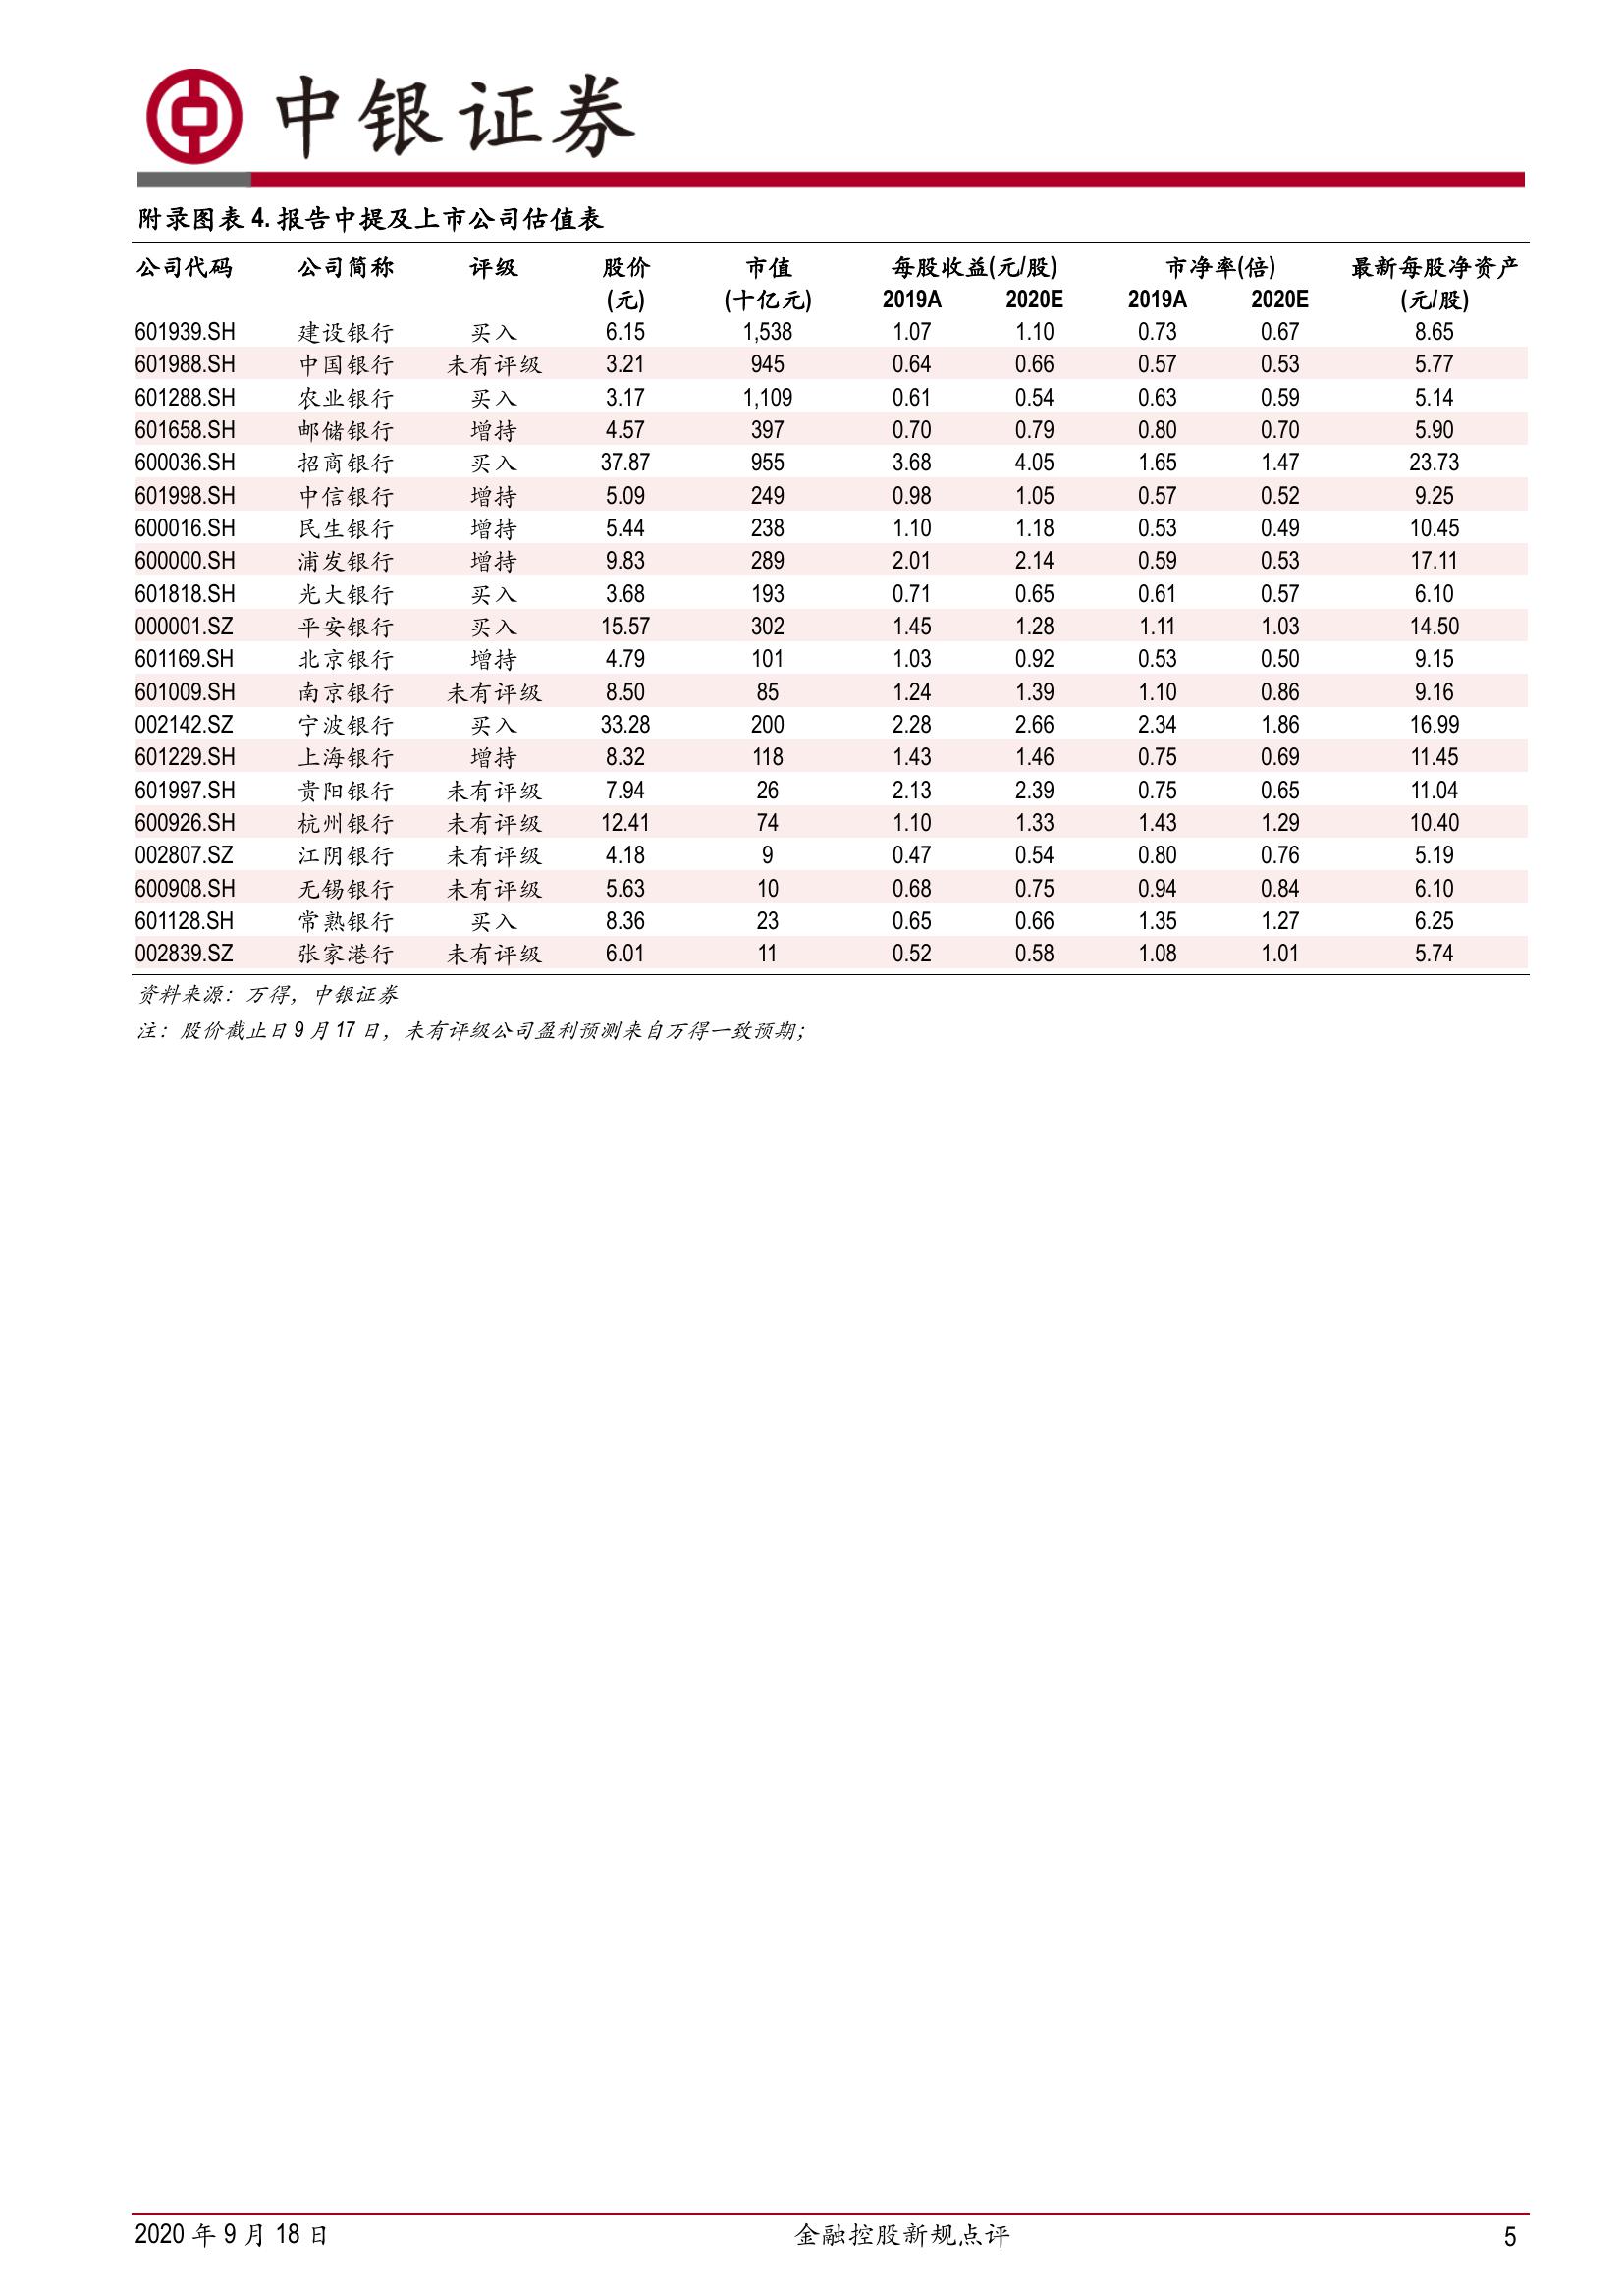 中银证券
附录图表 4. 报告中提及上市公司估值表
公司代码 公司简称 评级 股价 市值 每股收益(元/股) 市净率(倍) 最新每股净资产
(元) (十亿元) 2019A 2020E 2019A 2020E (元/股)
601939.SH 建设银行 买入 6.15 1,538 1.07 1.10 0.73 0.67 8.65
601988.SH 中国银行 未有评级 3.21 945 0.64 0.66 0.57 0.53 5.77
601288.SH 农业银行 买入 3.17 1,109 0.61 0.54 0.63 0.59 5.14
601658.SH 邮储银行 增持 4.57 397 0.70 0.79 0.80 0.70 5.90
600036.SH 招商银行 买入 37.87 955 3.68 4.05 1.65 1.47 23.73
601998.SH 中信银行 增持 5.09 249 0.98 1.05 0.57 0.52 9.25
600016.SH 民生银行 增持 5.44 238 1.10 1.18 0.53 0.49 10.45
600000.SH 浦发银行 增持 9.83 289 2.01 2.14 0.59 0.53 17.11
601818.SH 光大银行 买入 3.68 193 0.71 0.65 0.61 0.57 6.10
000001.SZ 平安银行 买入 15.57 302 1.45 1.28 1.11 1.03 14.50
601169.SH 北京银行 增持 4.79 101 1.03 0.92 0.53 0.50 9.15
601009.SH 南京银行 未有评级 8.50 85 1.24 1.39 1.10 0.86 9.16
002142.SZ 宁波银行 买入 33.28 200 2.28 2.66 2.34 1.86 16.99
601229.SH 上海银行 增持 8.32 118 1.43 1.46 0.75 0.69 11.45
601997.SH 贵阳银行 未有评级 7.94 26 2.13 2.39 0.75 0.65 11.04
600926.SH 杭州银行 未有评级 12.41 74 1.10 1.33 1.43 1.29 10.40
002807.SZ 江阴银行 未有评级 4.18 9 0.47 0.54 0.80 0.76 5.19
600908.SH 无锡银行 未有评级 5.63 10 0.68 0.75 0.94 0.84 6.10
601128.SH 常熟银行 买入 8.36 23 0.65 0.66 1.35 1.27 6.25
002839.SZ 张家港行 未有评级 6.01 11 0.52 0.58 1.08 1.01 5.74
资料来源：万得，中银证券
注：股价截止日 9 月 17 日，未有评级公司盈利预测来自万得一致预期；
2020 年 9 月 18 日 金融控股新规点评 5